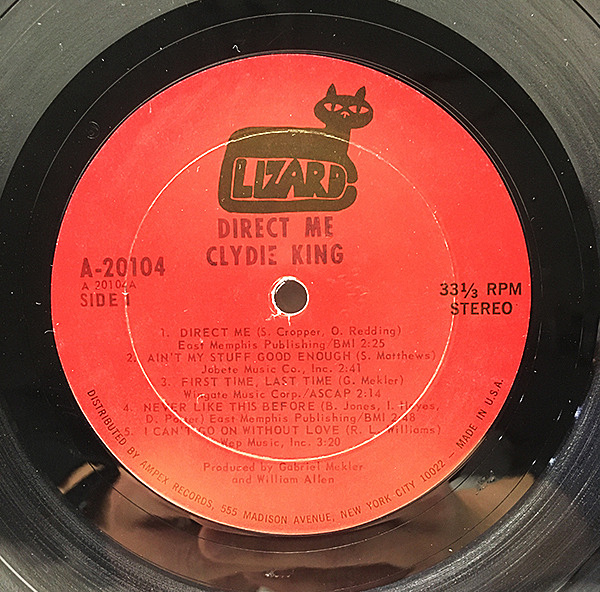 LIZARD
DIRECT ME
CLYDIE KING
A-20104
A 20104A
SIDE 1
33⅓ RPM
STEREO
1. DIRECT ME (S. Cropper, O. Redding)
East Memphis Publishing/BMI 2:25
2. AIN'T MY STUFF GOOD ENOUGH (S. Matthews)
Jobete Music Co., Inc. 2:41
3. FIRST TIME, LAST TIME (G. Mekler)
Wingate Music Corp./ASCAP 2:14
4. NEVER LIKE THIS BEFORE (B. Jones, I. Hayes,
D. Porter) East Memphis Publishing/BMI 2:48
5. I CAN'T GO ON WITHOUT LOVE (R. L. Williams)
Wep Music, Inc. 3:20
Produced by Gabriel Mekler
and William Allen
DISTRIBUTED BY AMPEX RECORDS, 555 MADISON AVENUE, NEW YORK CITY 10022 - MADE IN U.S.A.